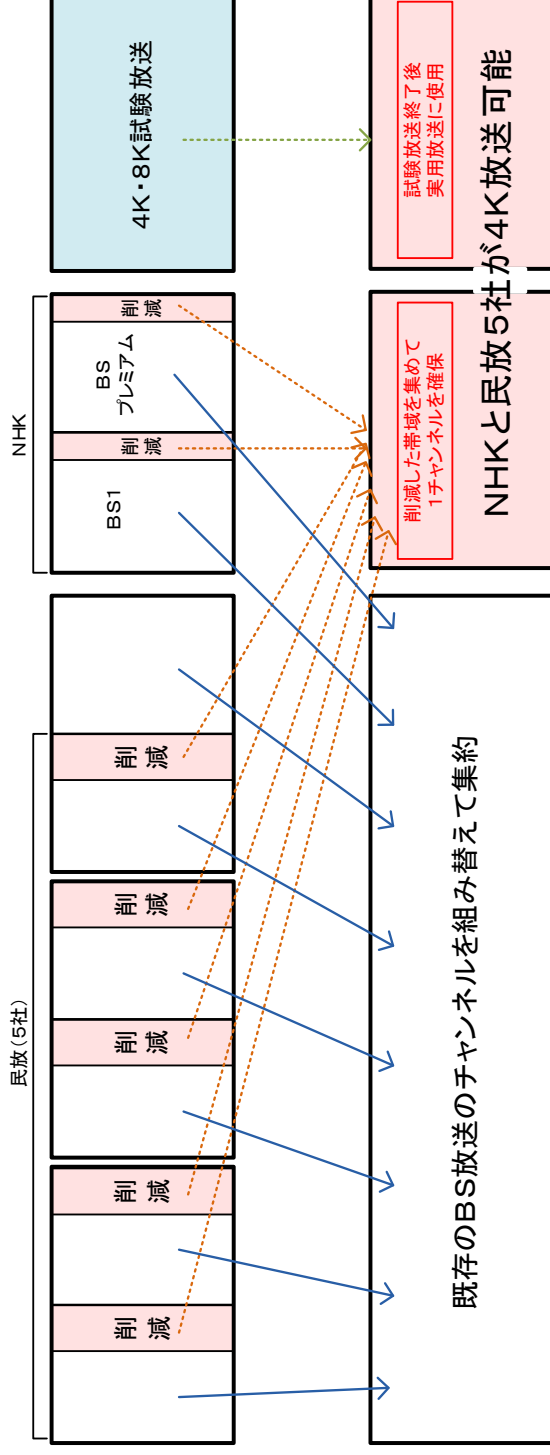 民放（5社）
NHK
削減
削減
削減
削減
削減
BS1
削減
BS
プレミアム
削減
4K・8K試験放送
既存のBS放送のチャンネルを組み替えて集約
削減した帯域を集めて
1チャンネルを確保
試験放送終了後
実用放送に使用
NHKと民放5社が4K放送可能